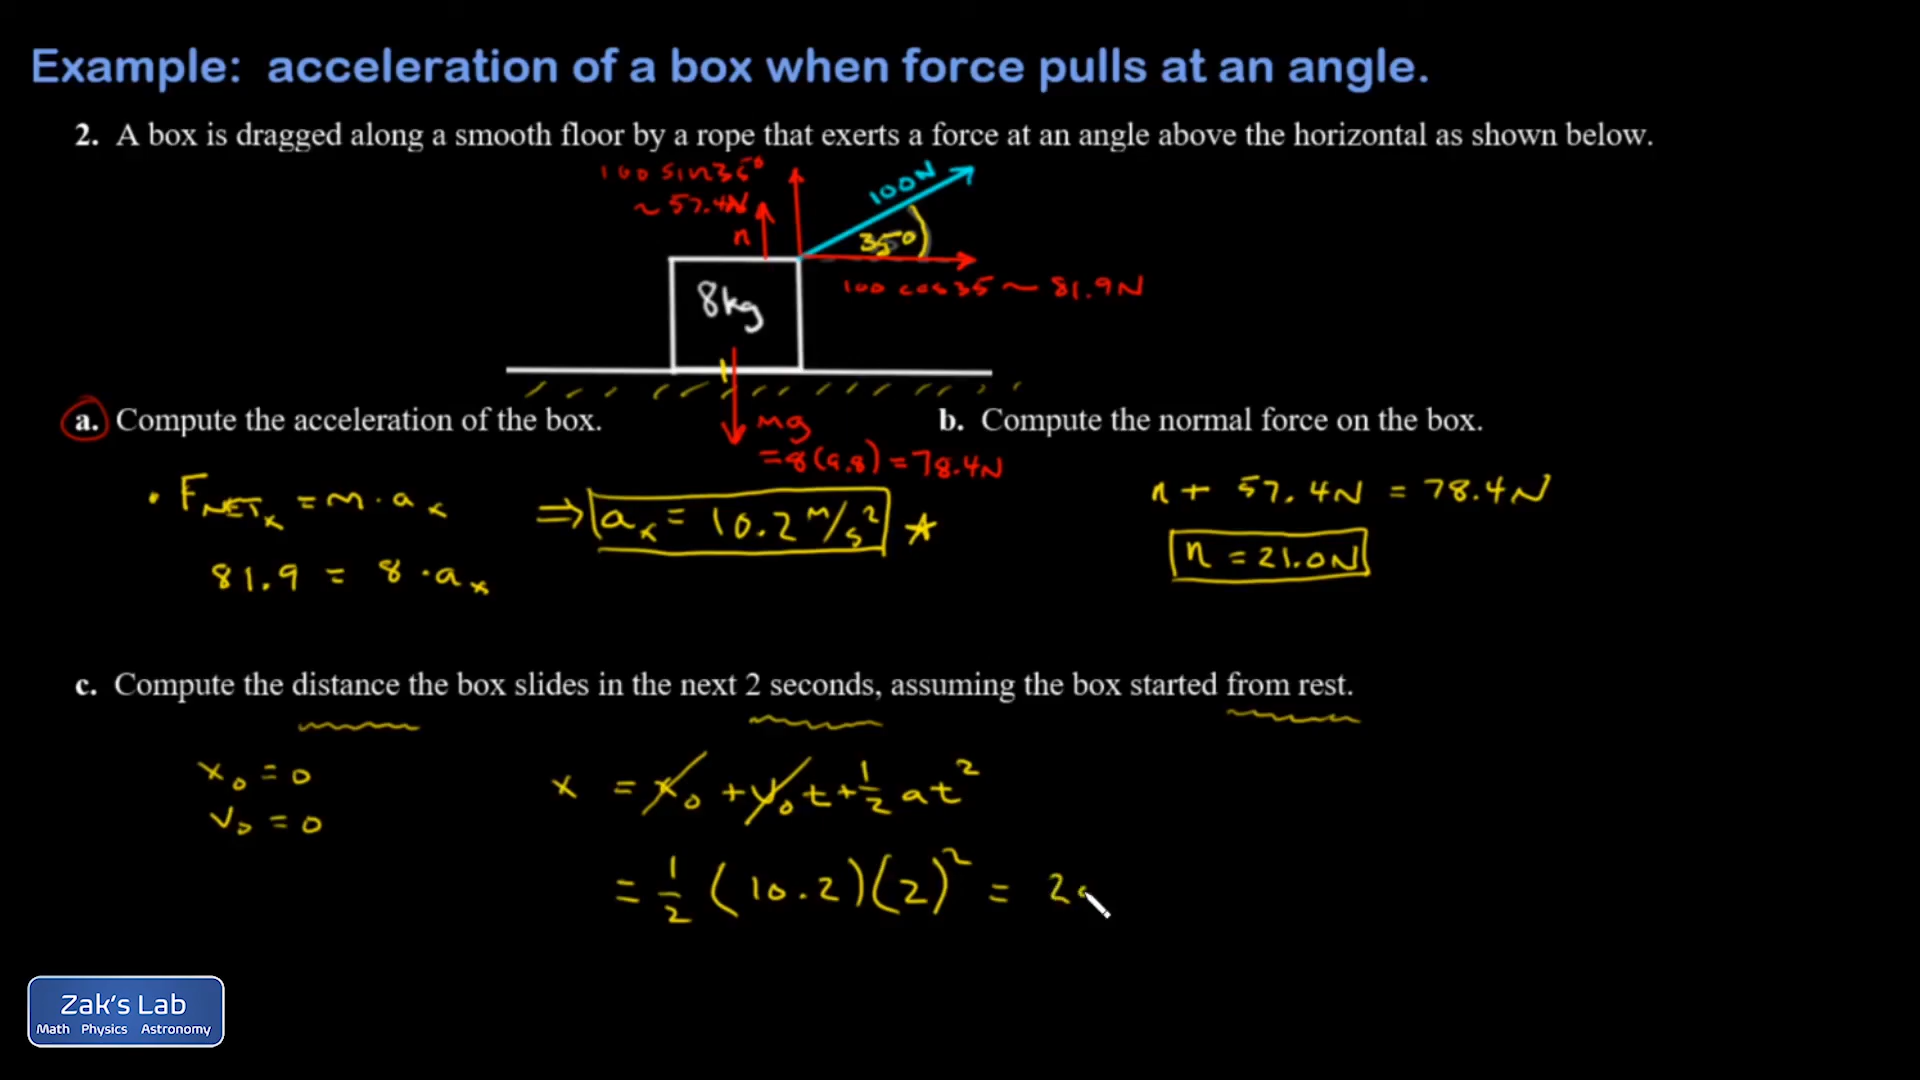 Example: acceleration of a box when force pulls at an angle.
2. A box is dragged along a smooth floor by a rope that exerts a force at an angle above the horizontal as shown below.
100 sin35°
~ 57.4N
n
100N
35°
100 cos35 ~ 81.9N
8kg
mg
=8(9.8)=78.4N
a. Compute the acceleration of the box.
b. Compute the normal force on the box.
• F_NETx = m · a_x
⇒ a_x = 10.2 m/s² ☆
81.9 = 8 · a_x
n + 57.4N = 78.4N
n = 21.0N
c. Compute the distance the box slides in the next 2 seconds, assuming the box started from rest.
x₀ = 0
v₀ = 0
x = x₀ + v₀t + ½at²
= ½ (10.2)(2)² = 2
Zak's Lab
Math Physics Astronomy